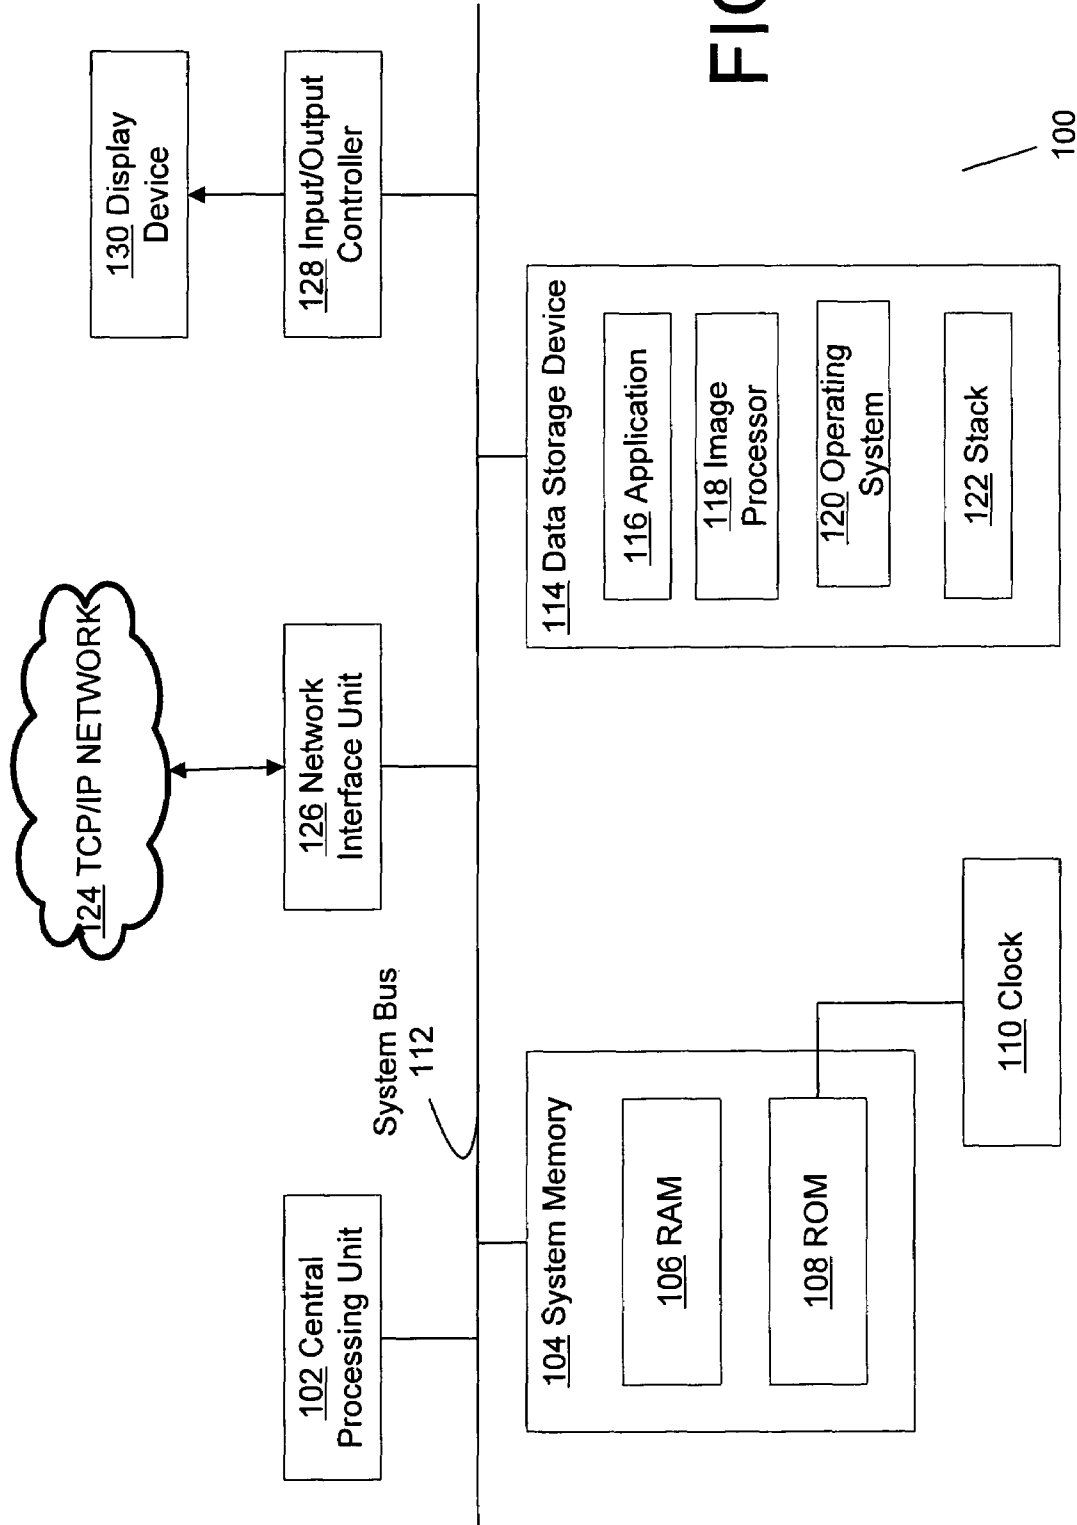 124 TCP/IP NETWORK
130 Display
Device
102 Central
Processing Unit
126 Network
Interface Unit
128 Input/Output
Controller
System Bus
112
104 System Memory
106 RAM
108 ROM
110 Clock
114 Data Storage Device
116 Application
118 Image
Processor
120 Operating
System
122 Stack
100